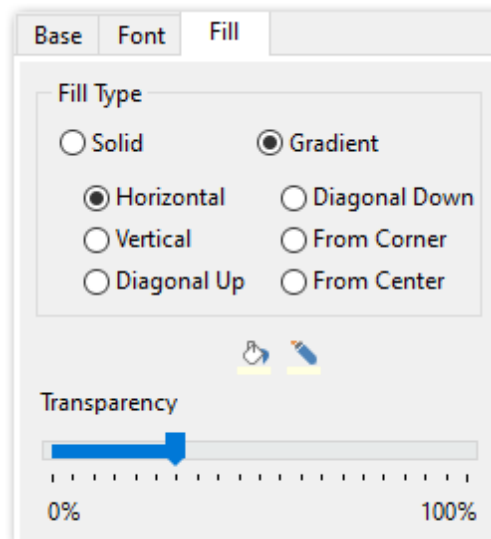 Base Font Fill
Fill Type
Solid Gradient
Horizontal Diagonal Down
Vertical From Corner
Diagonal Up From Center
Transparency
0% 100%